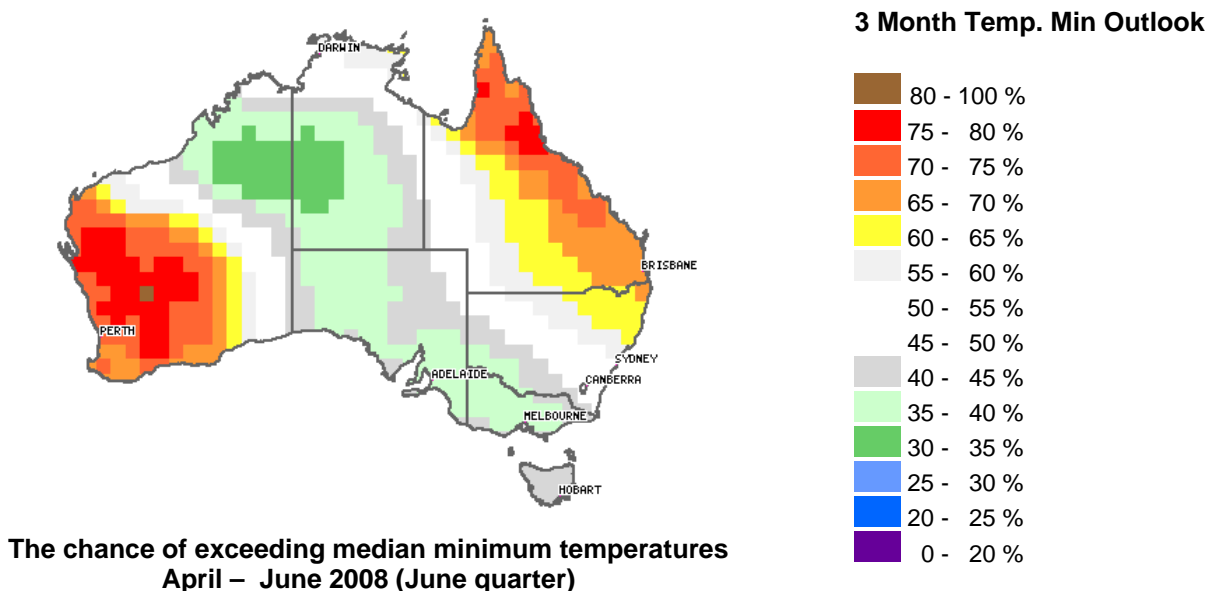 3 Month Temp. Min Outlook
DARWIN
BRISBANE
PERTH
SYDNEY
ADELAIDE
CANBERRA
MELBOURNE
HOBART
80 - 100 %
75 - 80 %
70 - 75 %
65 - 70 %
60 - 65 %
55 - 60 %
50 - 55 %
45 - 50 %
40 - 45 %
35 - 40 %
30 - 35 %
25 - 30 %
20 - 25 %
0 - 20 %
The chance of exceeding median minimum temperatures
April – June 2008 (June quarter)